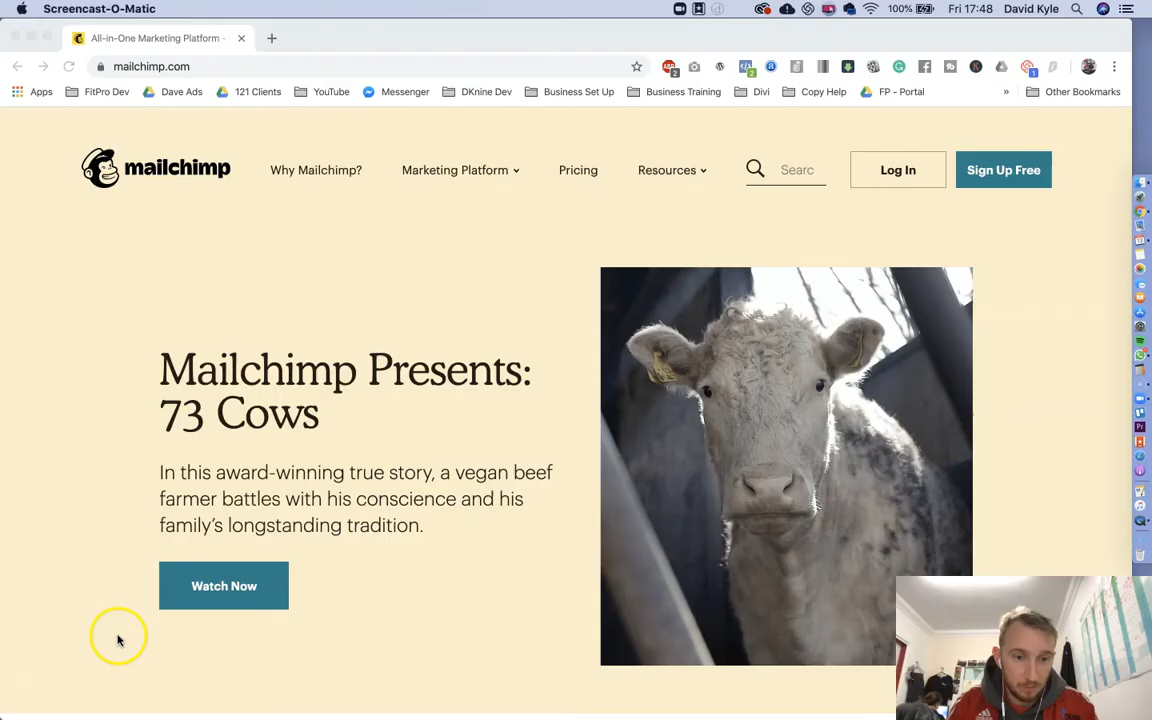 Screencast-O-Matic
100%
Fri 17:48
David Kyle
All-in-One Marketing Platform -
mailchimp.com
2
2
1
Apps
FitPro Dev
Dave Ads
121 Clients
YouTube
Messenger
DKnine Dev
Business Set Up
Business Training
Divi
Copy Help
FP - Portal
»
Other Bookmarks
mailchimp
Why Mailchimp?
Marketing Platform
Pricing
Resources
Searc
Log In
Sign Up Free
Mailchimp Presents:
73 Cows
In this award-winning true story, a vegan beef
farmer battles with his conscience and his
family's longstanding tradition.
Watch Now